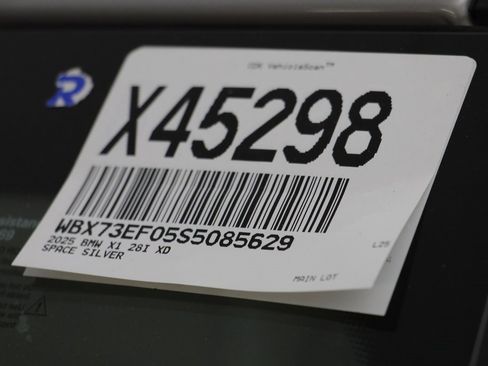 CDK VehicleScan™
R
X45298
WBX73EF05S5085629
2025 BMW X1 28I XD
SPACE SILVER
L25
MAIN LOT